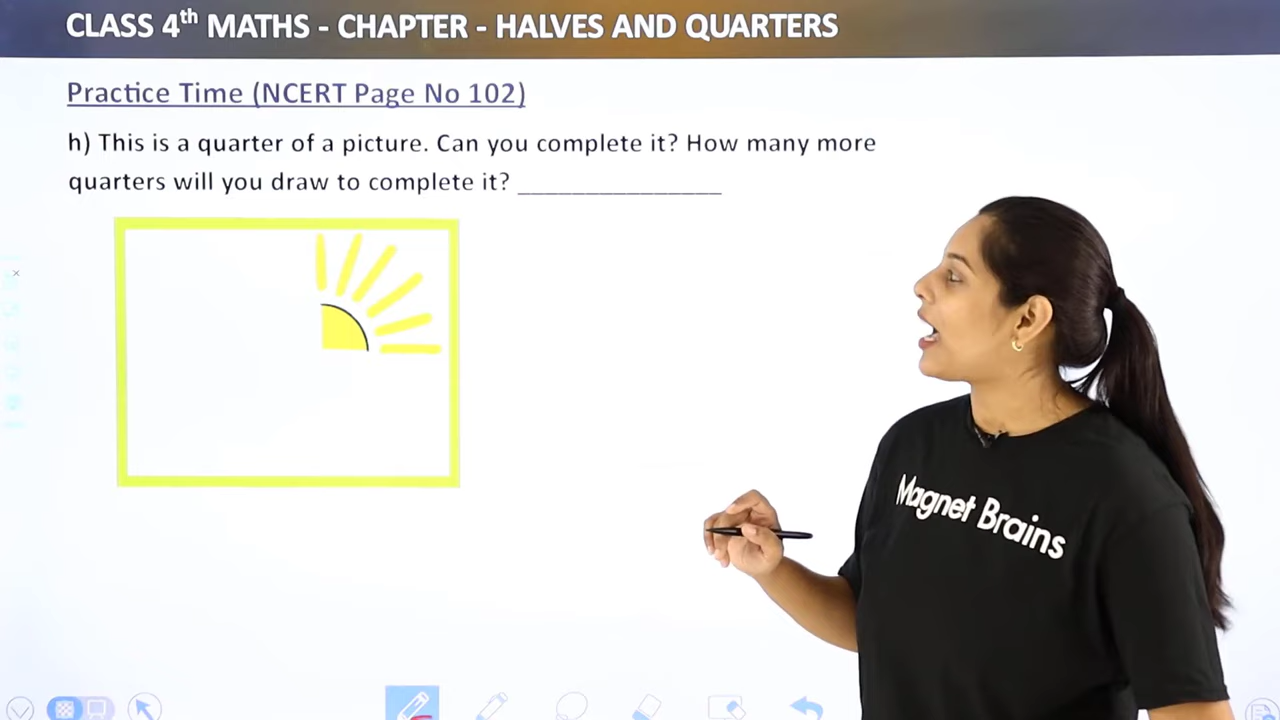 CLASS 4th MATHS - CHAPTER - HALVES AND QUARTERS
Practice Time (NCERT Page No 102)
h) This is a quarter of a picture. Can you complete it? How many more
quarters will you draw to complete it? _______________
Magnet Brains